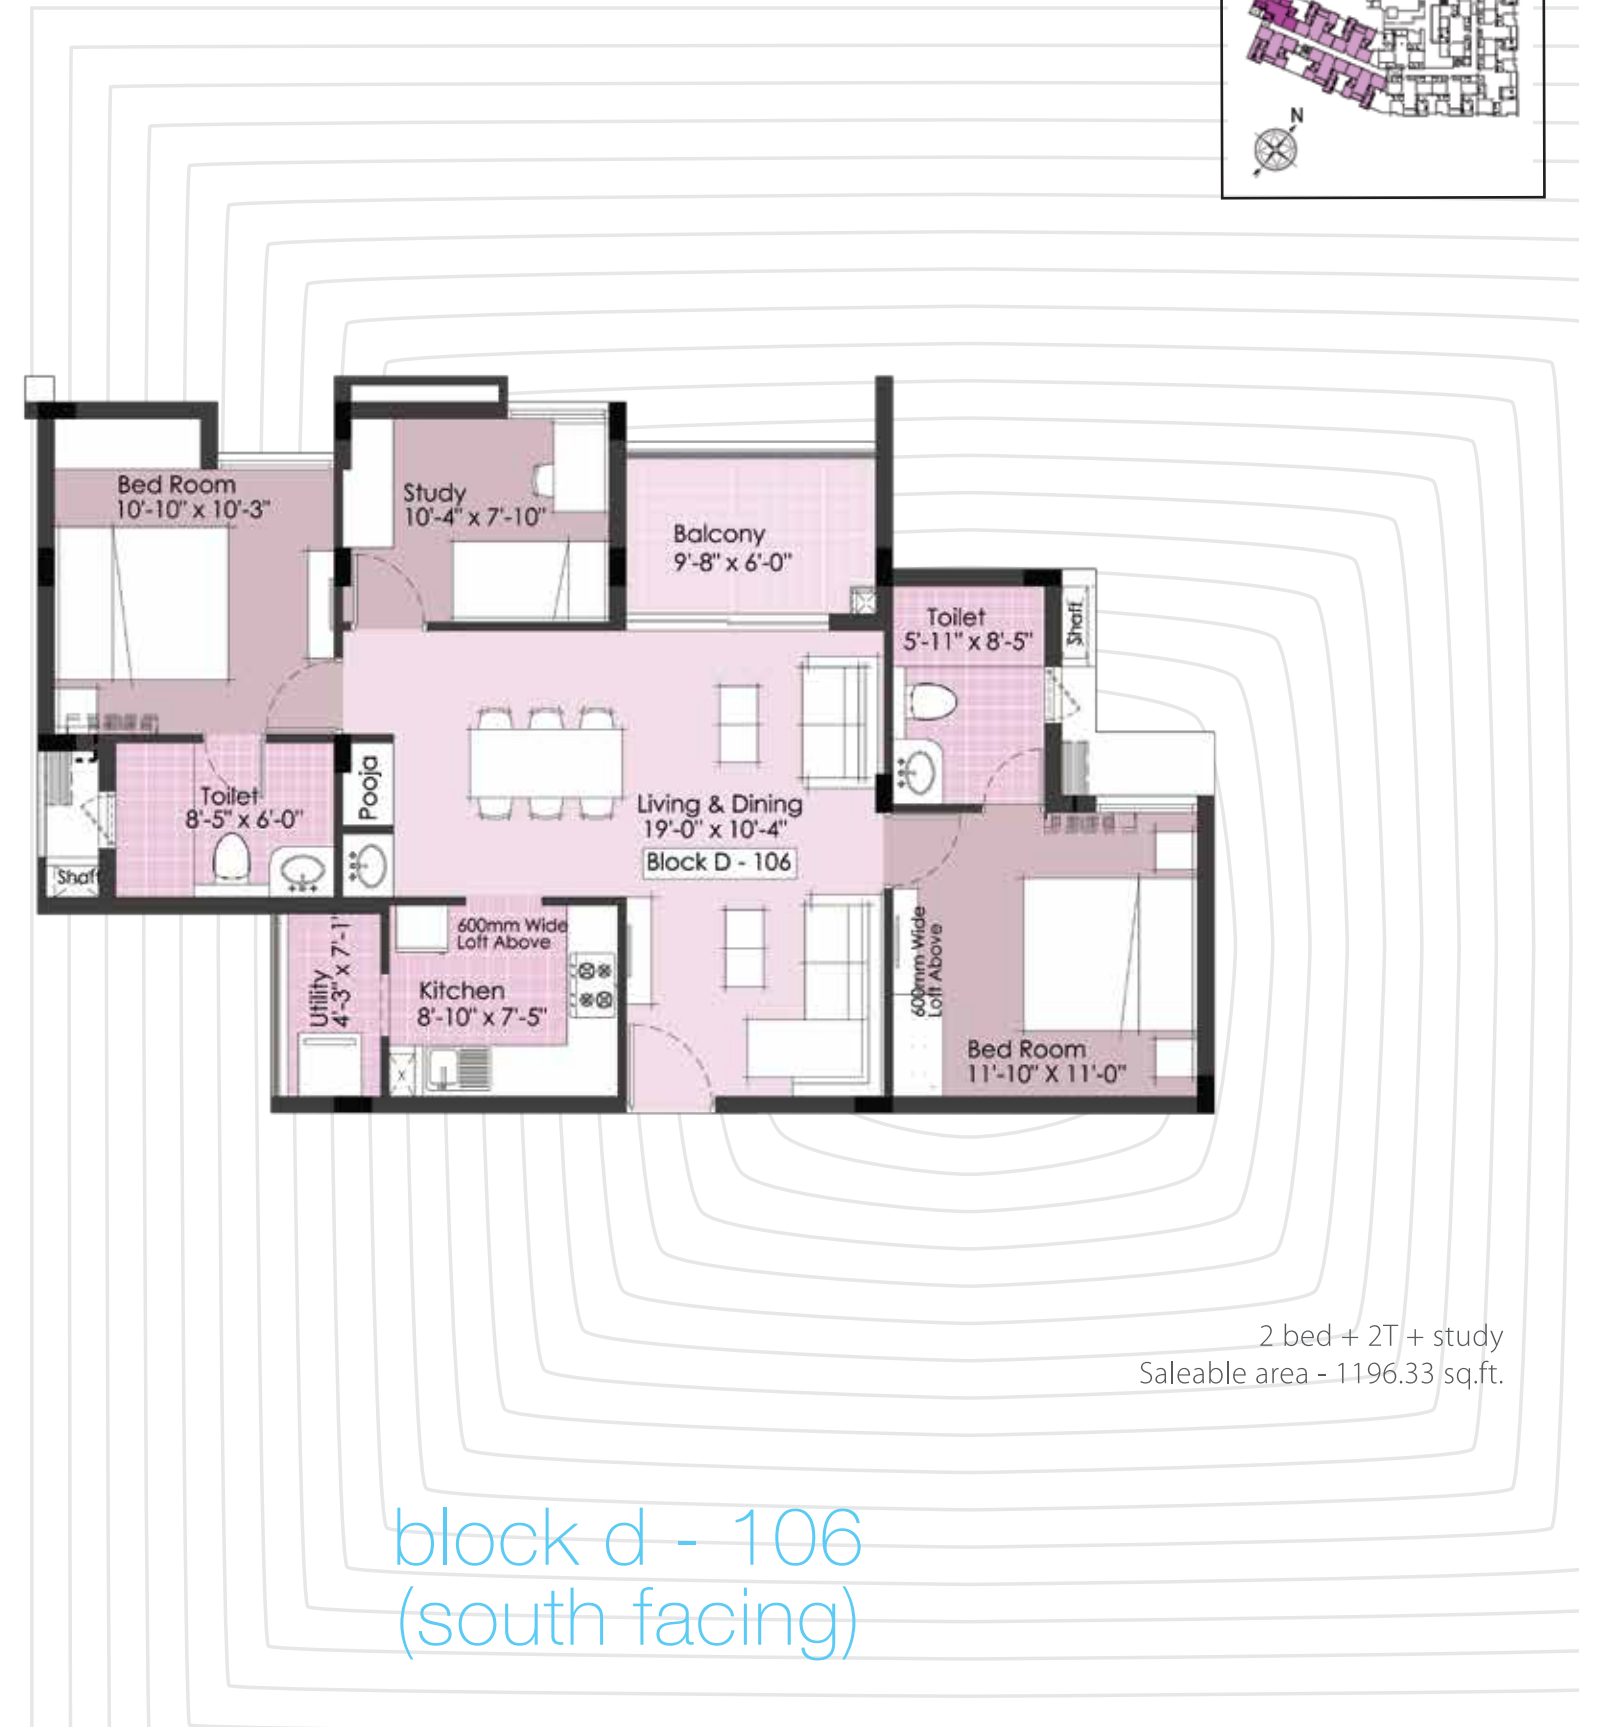 N
Bed Room
10'-10" x 10'-3"
Study
10'-4" x 7'-10"
Balcony
9'-8" x 6'-0"
Toilet
5'-11" x 8'-5"
Shaft
Toilet
8'-5" x 6'-0"
Pooja
Shaft
Living & Dining
19'-0" x 10'-4"
Block D - 106
600mm Wide
Loft Above
Utility
4'-3" x 7'-1"
Kitchen
8'-10" x 7'-5"
X
600mm Wide
Loft Above
Bed Room
11'-10" X 11'-0"
2 bed + 2T + study
Saleable area - 1196.33 sq.ft.
block d - 106
(south facing)